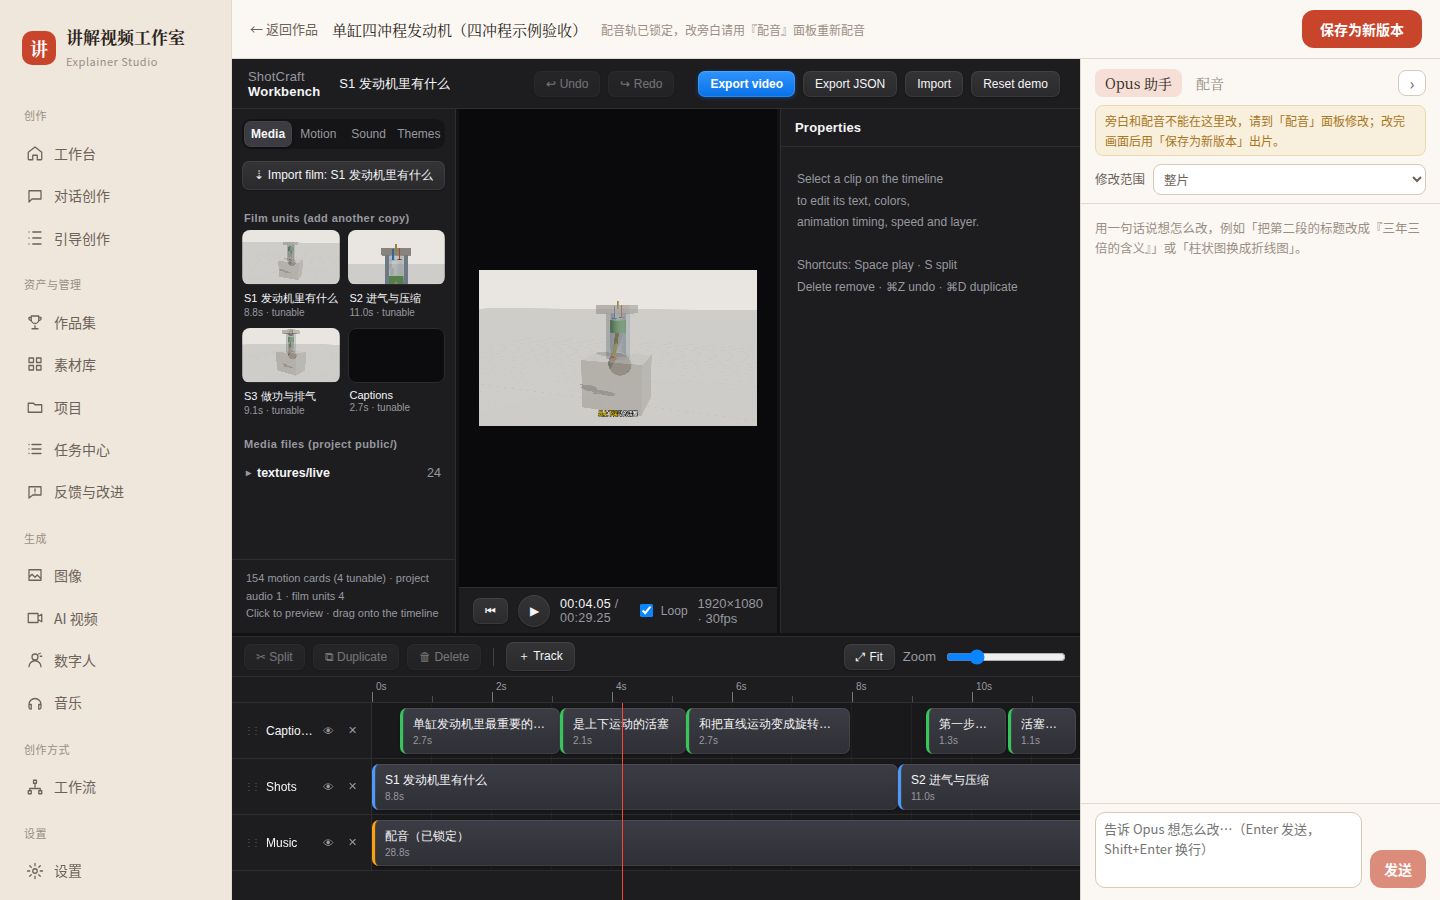 讲
讲解视频工作室
Explainer Studio
创作
工作台
对话创作
引导创作
资产与管理
作品集
素材库
项目
任务中心
反馈与改进
生成
图像
AI 视频
数字人
音乐
创作方式
工作流
设置
设置
←返回作品
单缸四冲程发动机（四冲程示例验收）
配音轨已锁定，改旁白请用『配音』面板重新配音
保存为新版本
ShotCraft
Workbench
S1 发动机里有什么
↩ Undo
↪ Redo
Export video
Export JSON
Import
Reset demo
Media
Motion
Sound
Themes
⇣ Import film: S1 发动机里有什么
Film units (add another copy)
S1 发动机里有什么
8.8s · tunable
S2 进气与压缩
11.0s · tunable
S3 做功与排气
9.1s · tunable
Captions
2.7s · tunable
Media files (project public/)
▸ textures/live
24
154 motion cards (4 tunable) · project
audio 1 · film units 4
Click to preview · drag onto the timeline
00:04.05 /
00:29.25
Loop
1920×1080
· 30fps
Properties
Select a clip on the timeline
to edit its text, colors,
animation timing, speed and layer.
Shortcuts: Space play · S split
Delete remove · ⌘Z undo · ⌘D duplicate
✂ Split
⧉ Duplicate
🗑 Delete
+ Track
⤢ Fit
Zoom
0s
2s
4s
6s
8s
10s
Captio…
单缸发动机里最重要的…
2.7s
是上下运动的活塞
2.1s
和把直线运动变成旋转…
2.7s
第一步…
1.3s
活塞…
1.1s
Shots
S1 发动机里有什么
8.8s
S2 进气与压缩
11.0s
Music
配音（已锁定）
28.8s
Opus 助手
配音
›
旁白和配音不能在这里改，请到「配音」面板修改；改完
画面后用「保存为新版本」出片。
修改范围
整片
用一句话说想怎么改，例如「把第二段的标题改成『三年三
倍的含义』」或「柱状图换成折线图」。
告诉 Opus 想怎么改…（Enter 发送，
Shift+Enter 换行）
发送